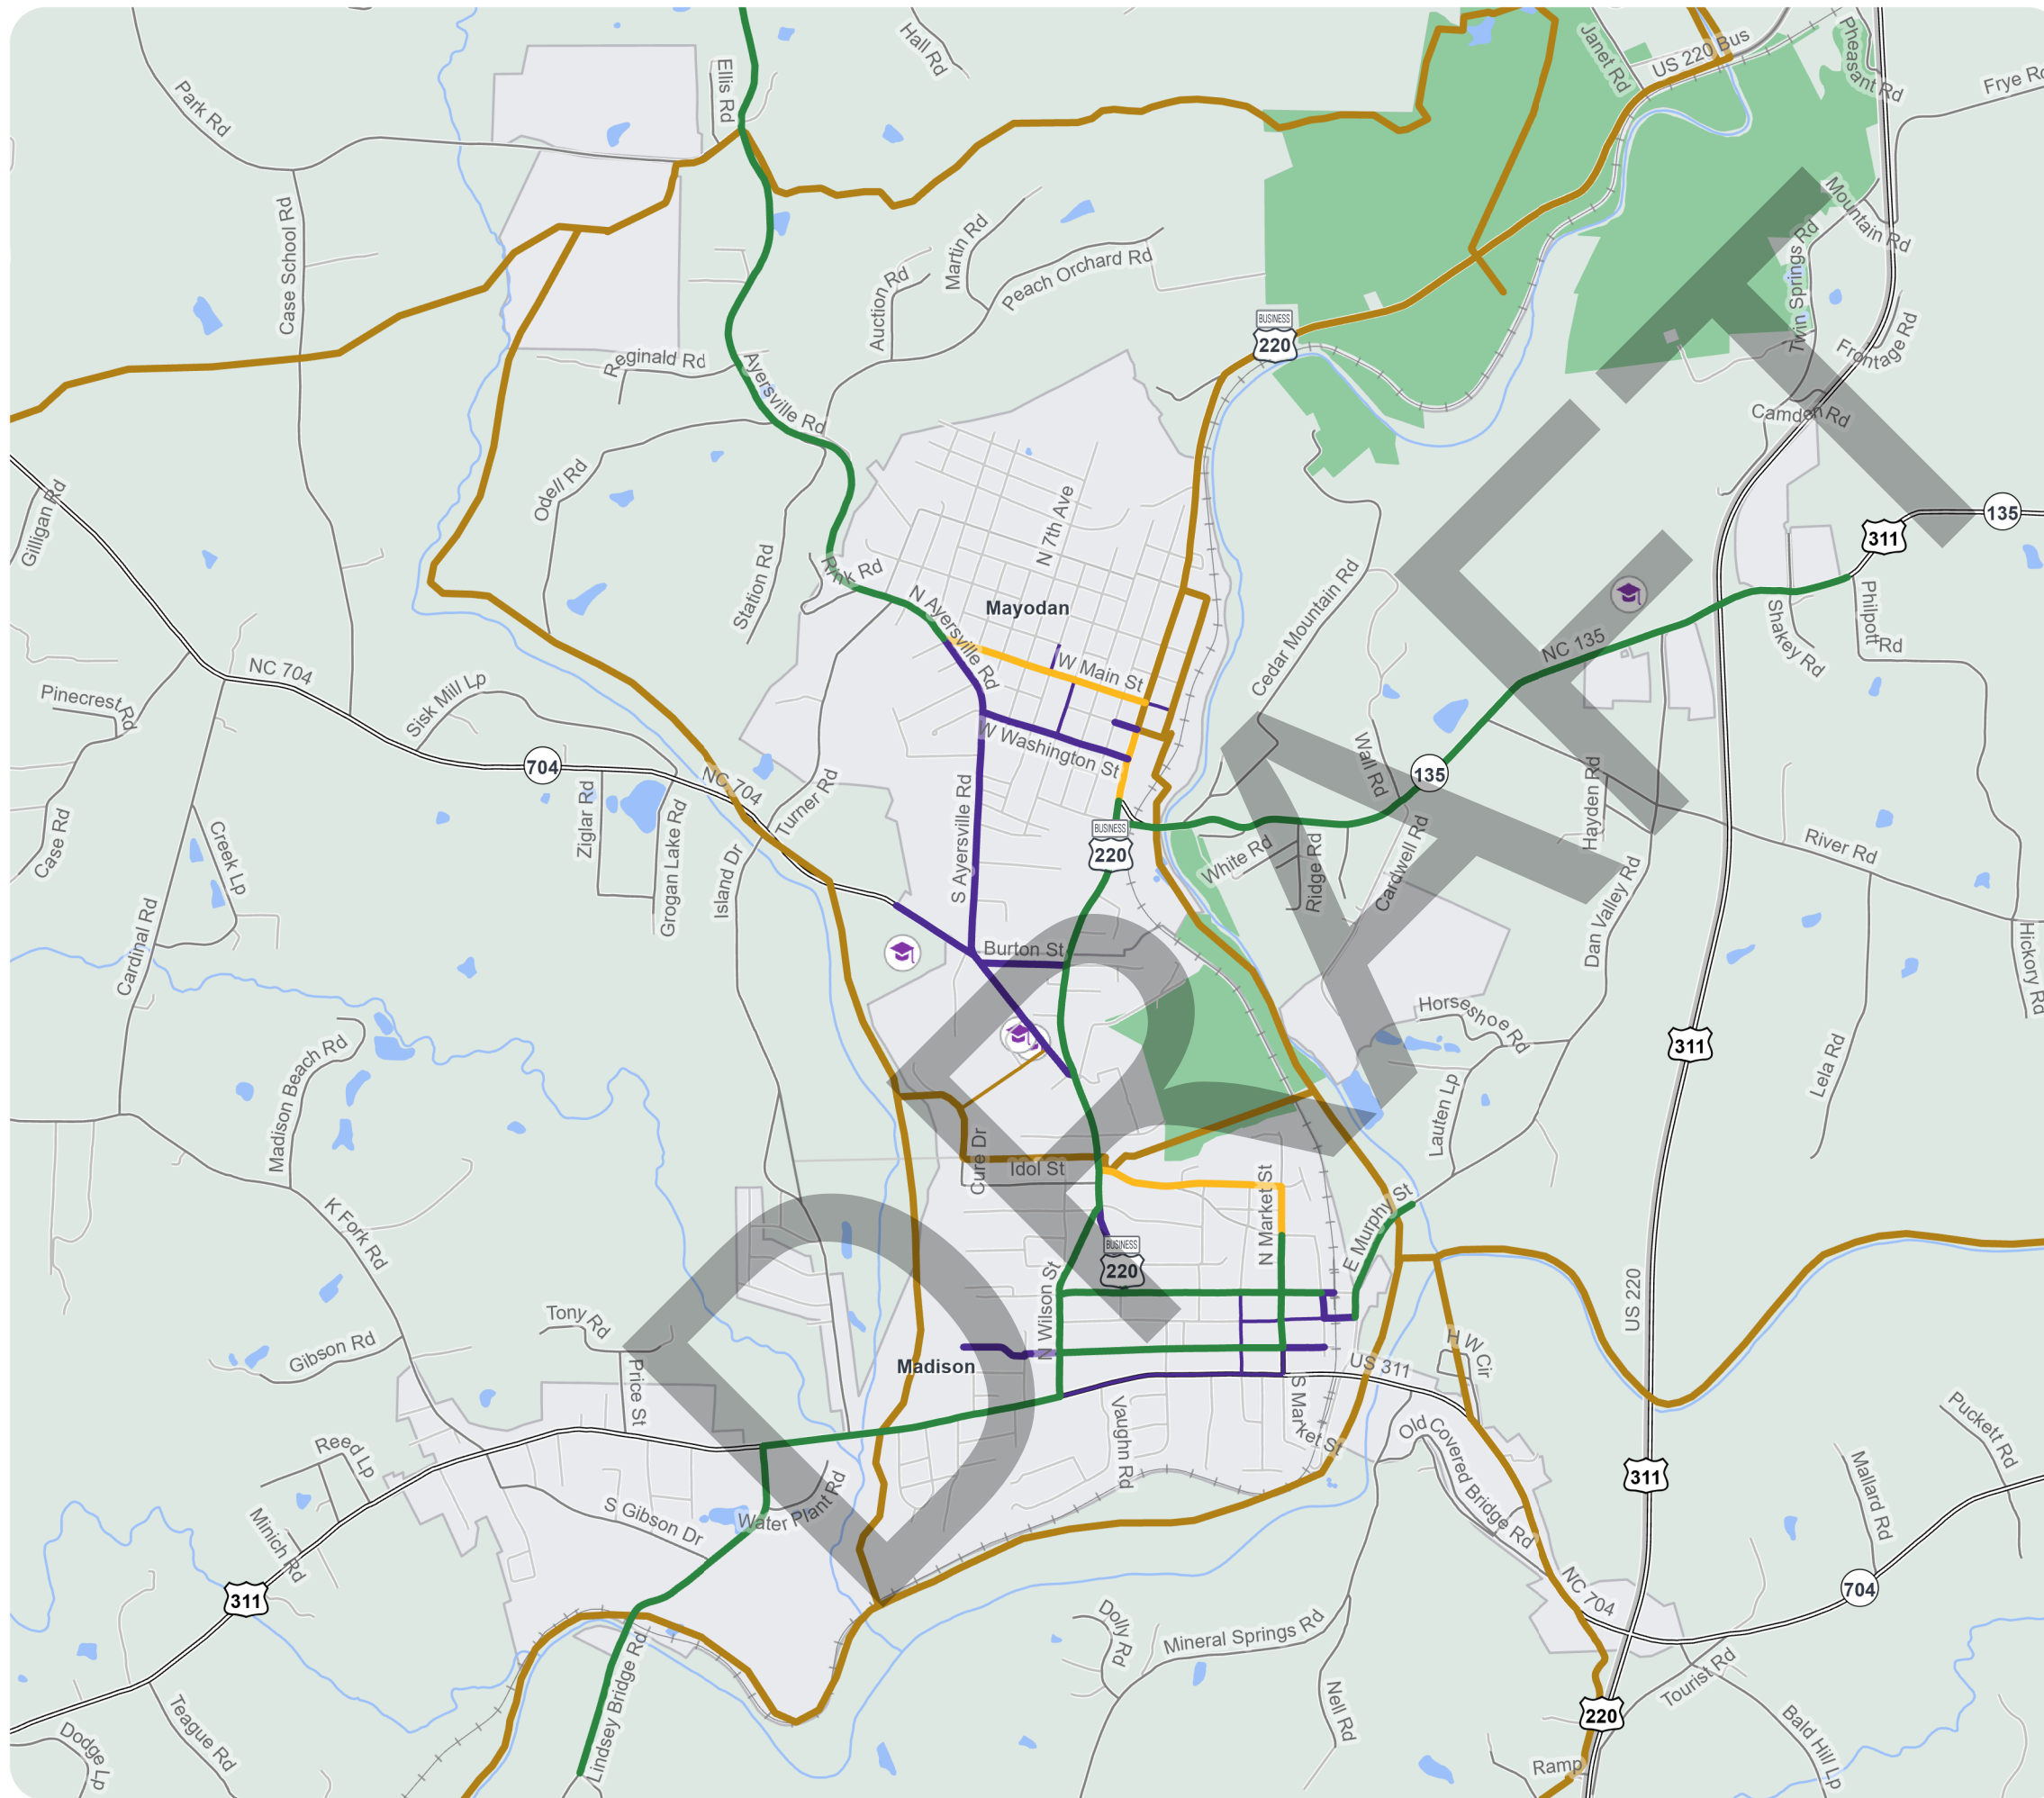 Park Rd
Ellis Rd
Hall Rd
Janet Rd
US 220 Bus
Pheasant Rd
Frye Rd
Case School Rd
Martin Rd
Peach Orchard Rd
Auction Rd
Mountain Rd
Twin Springs Rd
Frontage Rd
BUSINESS
220
Reginald Rd
Ayersville Rd
Camden Rd
Gilligan Rd
Odell Rd
N 7th Ave
311
135
Station Rd
Rink Rd
N Ayersville Rd
Mayodan
Cedar Mountain Rd
NC 135
Shakey Rd
Philpott Rd
NC 704
Pinecrest Rd
Sisk Mill Lp
W Main St
W Washington St
Wall Rd
135
704
NC 704
Turner Rd
Ziglar Rd
Grogan Lake Rd
Island Dr
S Ayersville Rd
BUSINESS
220
White Rd
Ridge Rd
Cardwell Rd
Hayden Rd
River Rd
Case Rd
Creek Lp
Cardinal Rd
Dan Valley Rd
Hickory Rd
Burton St
Horseshoe Rd
311
Madison Beach Rd
Lauten Lp
Lela Rd
Cure Dr
Idol St
N Market St
E Murphy St
K Fork Rd
BUSINESS
220
N Wilson St
US 220
Tony Rd
Gibson Rd
Price St
Madison
US 311
H W Cir
S Market St
Vaughn Rd
Old Covered Bridge Rd
Puckett Rd
Mallard Rd
Reed Lp
S Gibson Dr
Water Plant Rd
311
Minich Rd
311
NC 704
704
Dolly Rd
Mineral Springs Rd
Lindsey Bridge Rd
Nell Rd
Tourist Rd
220
Bald Hill Lp
Teague Rd
Dodge Lp
Ramp
DRAFT